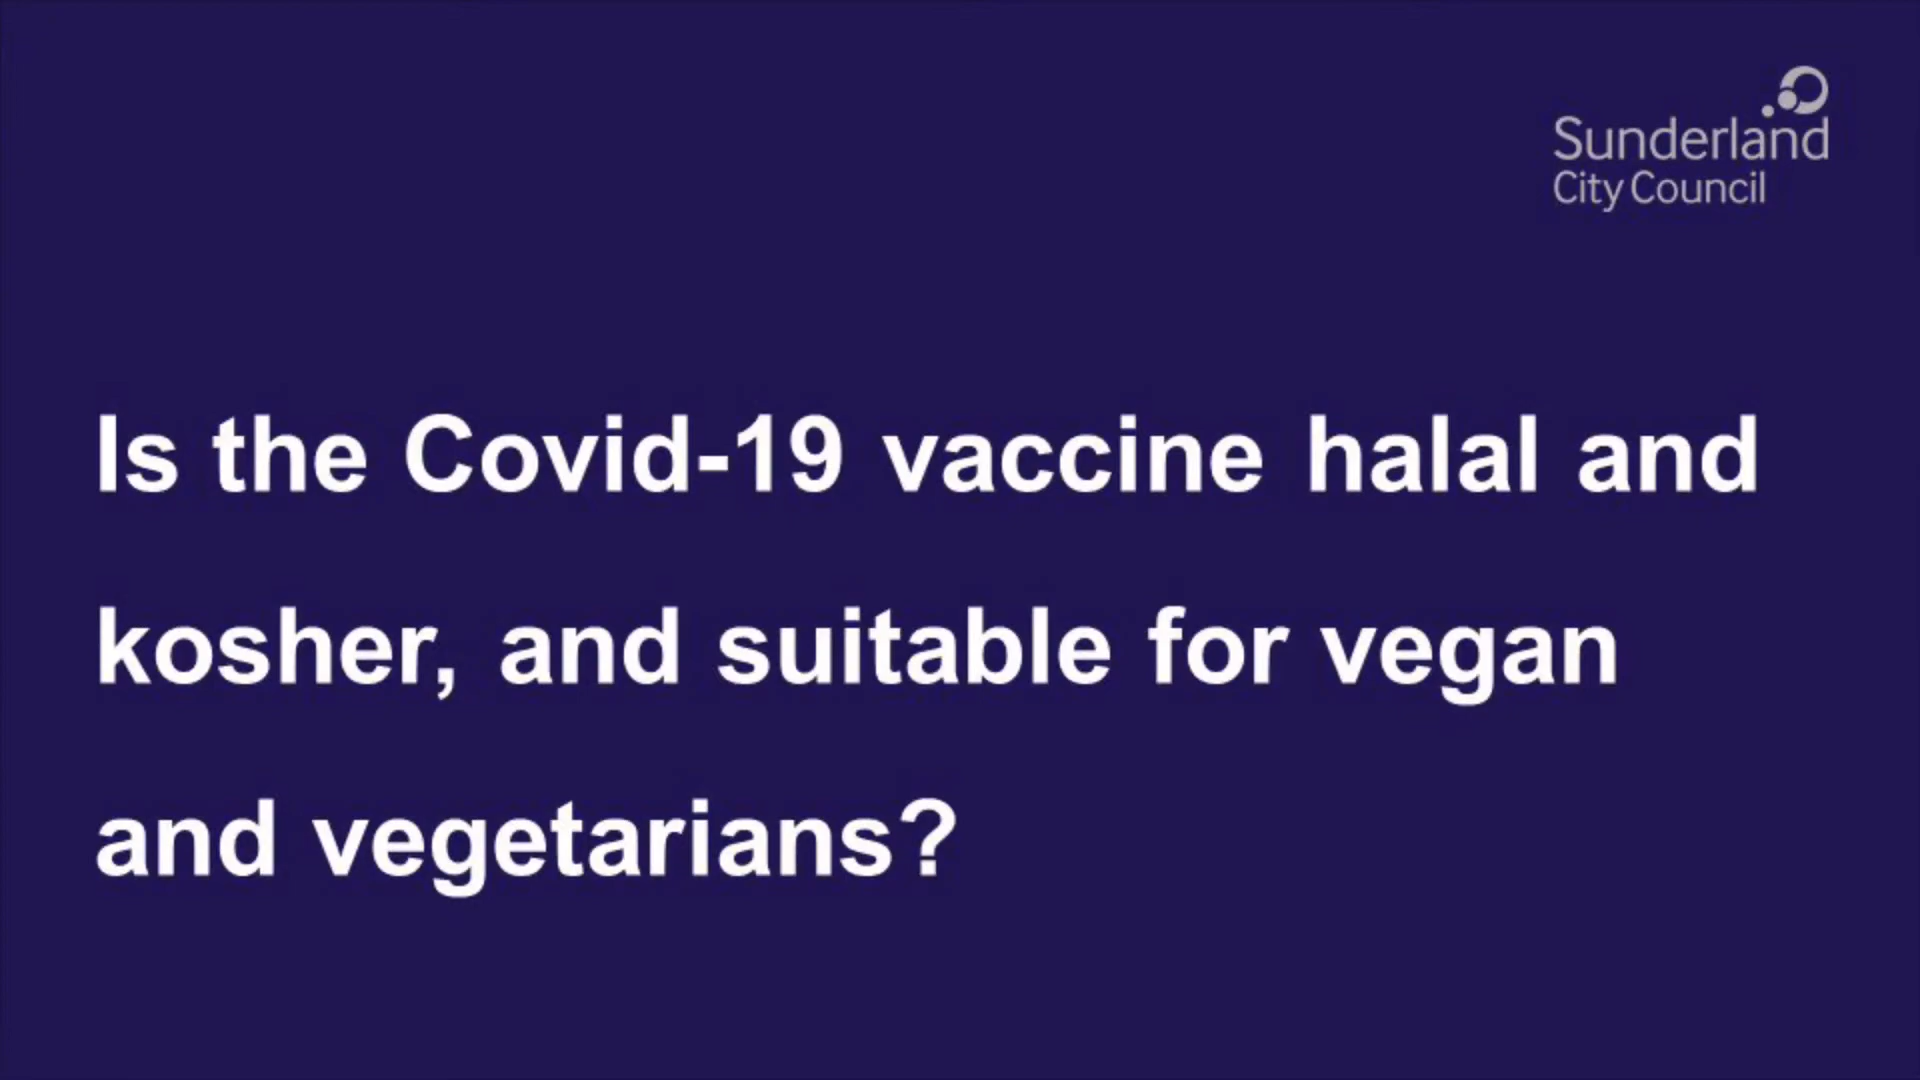 Sunderland
City Council
Is the Covid-19 vaccine halal and
kosher, and suitable for vegan
and vegetarians?